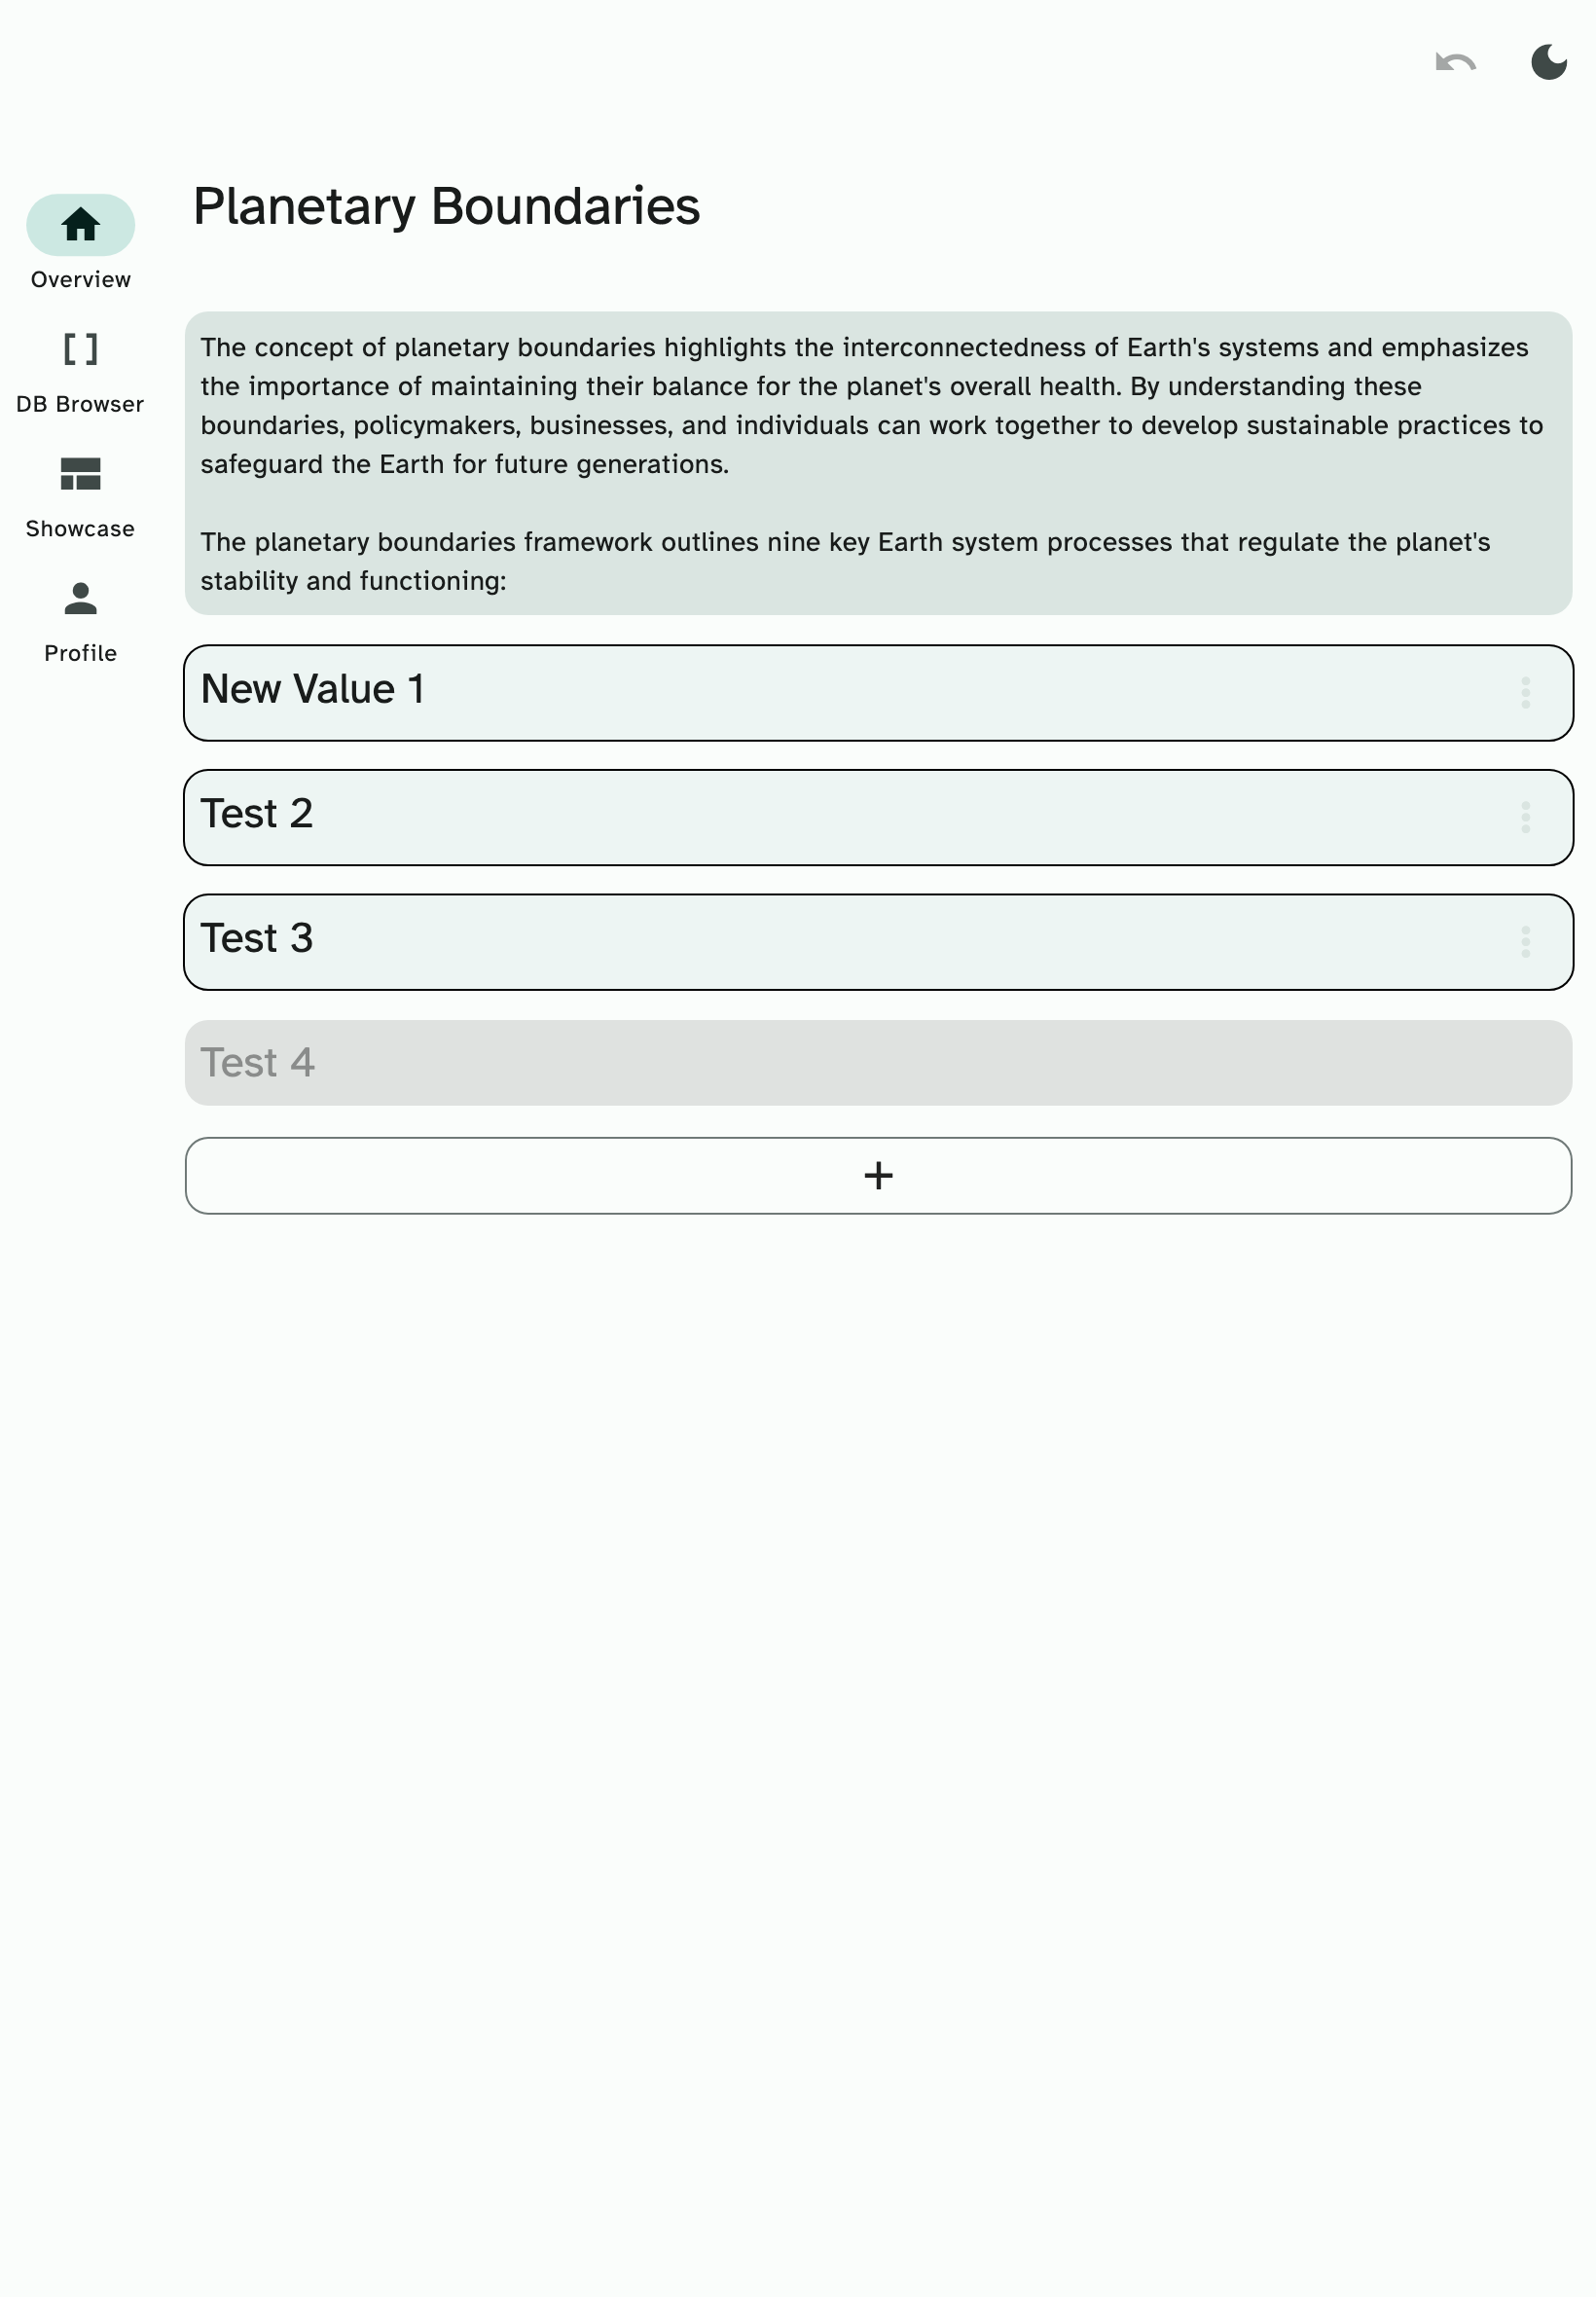 Planetary Boundaries
Overview
DB Browser
Showcase
Profile
The concept of planetary boundaries highlights the interconnectedness of Earth's systems and emphasizes
the importance of maintaining their balance for the planet's overall health. By understanding these
boundaries, policymakers, businesses, and individuals can work together to develop sustainable practices to
safeguard the Earth for future generations.
The planetary boundaries framework outlines nine key Earth system processes that regulate the planet's
stability and functioning:
New Value 1
Test 2
Test 3
Test 4